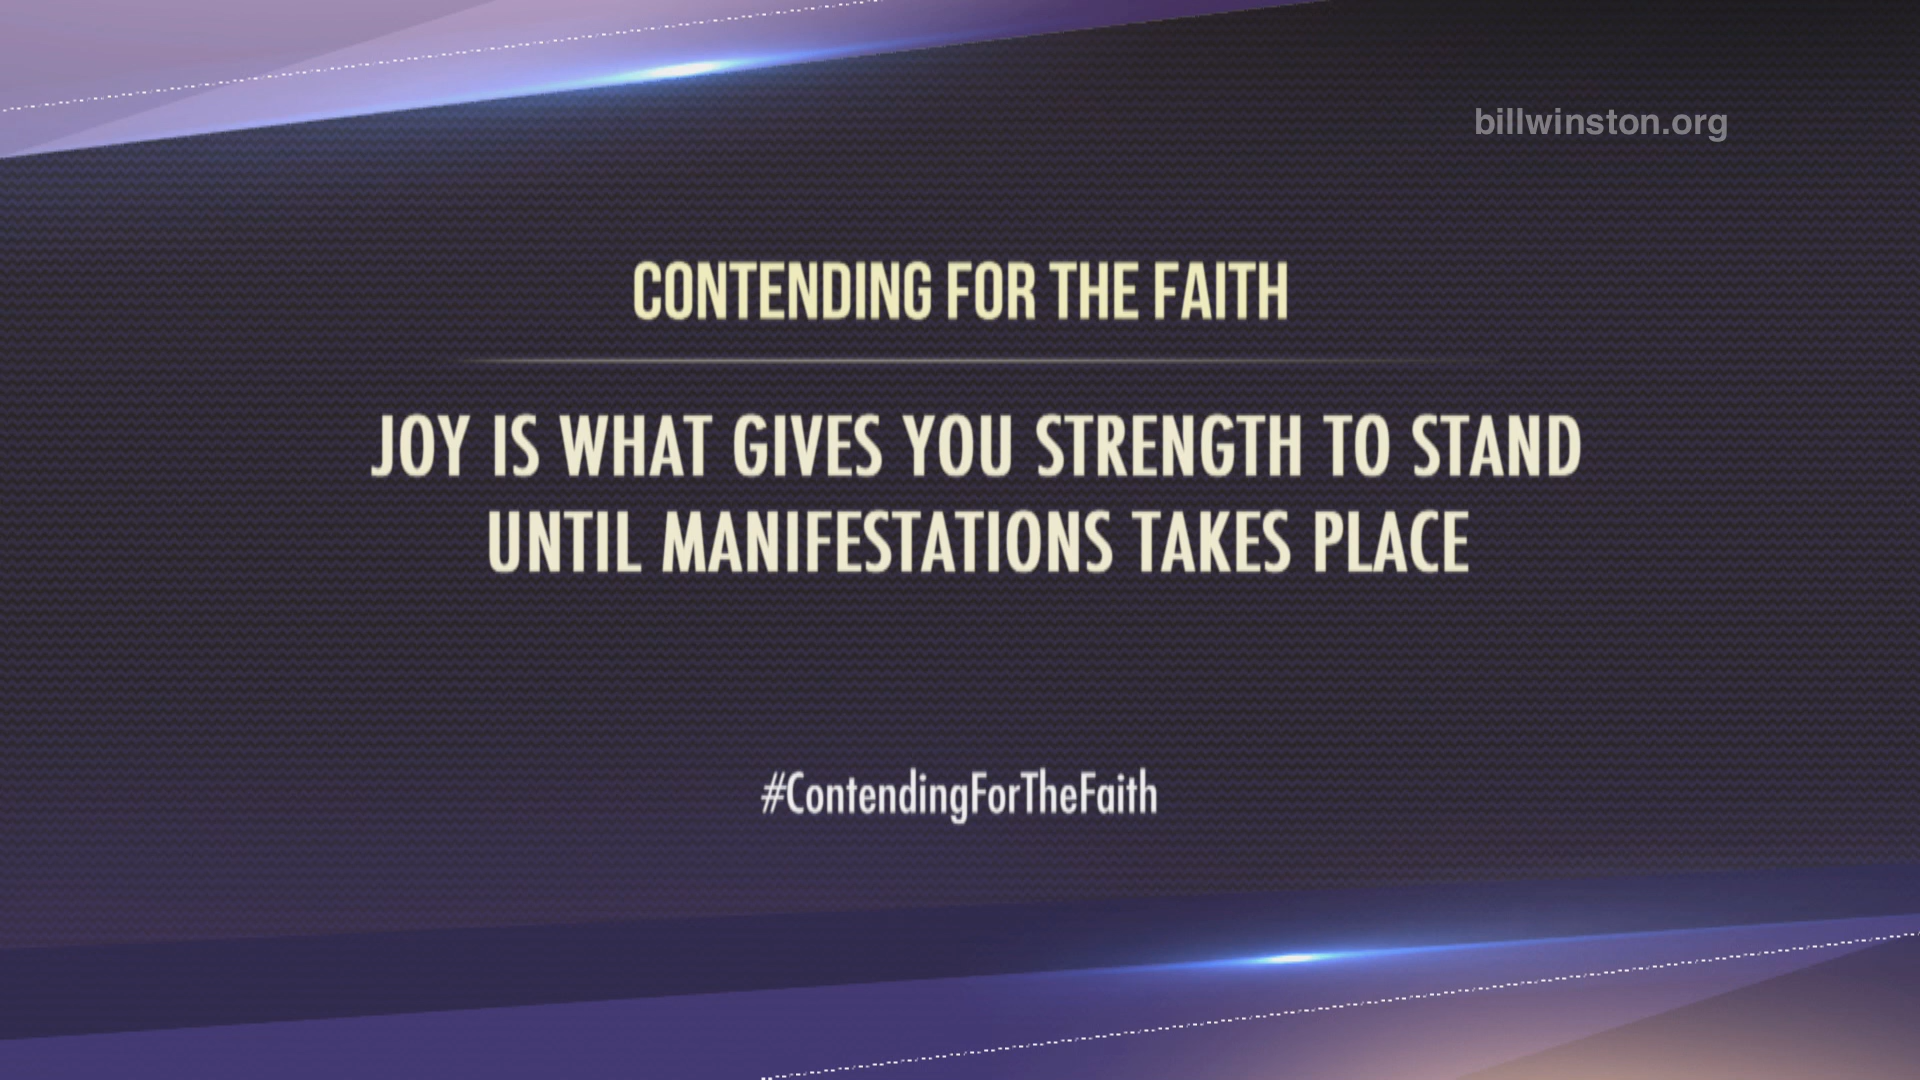 billwinston.org
CONTENDING FOR THE FAITH
JOY IS WHAT GIVES YOU STRENGTH TO STAND
UNTIL MANIFESTATIONS TAKES PLACE
#ContendingForTheFaith